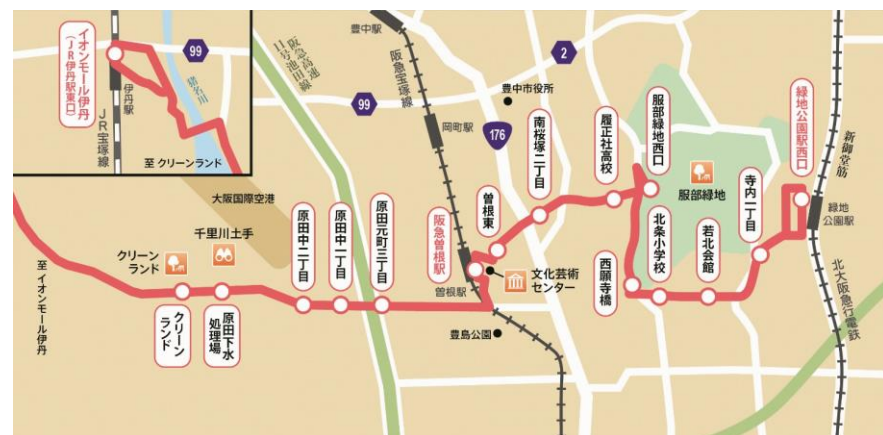 イオンモール伊丹
（JR伊丹駅東口）
伊丹駅
JR宝塚線
99
猪名川
至 クリーンランド
阪高速
11号池田線
豊中駅
阪急宝塚線
99
2
岡町駅
176
豊中市役所
大阪国際空港
至 イオンモール伊丹
クリーン
ランド
クリーン
ランド
千里川土手
原田下水
処理場
原田中二丁目
原田中一丁目
原田元町三丁目
阪急曽根駅
曽根駅
曽根東
文化芸術
センター
豊島公園
南桜塚二丁目
履正社高校
服部緑地西口
服部緑地
西願寺橋
北条小学校
若北会館
寺内一丁目
緑地公園駅西口
新御堂筋
緑地
公園駅
北大阪急行電鉄